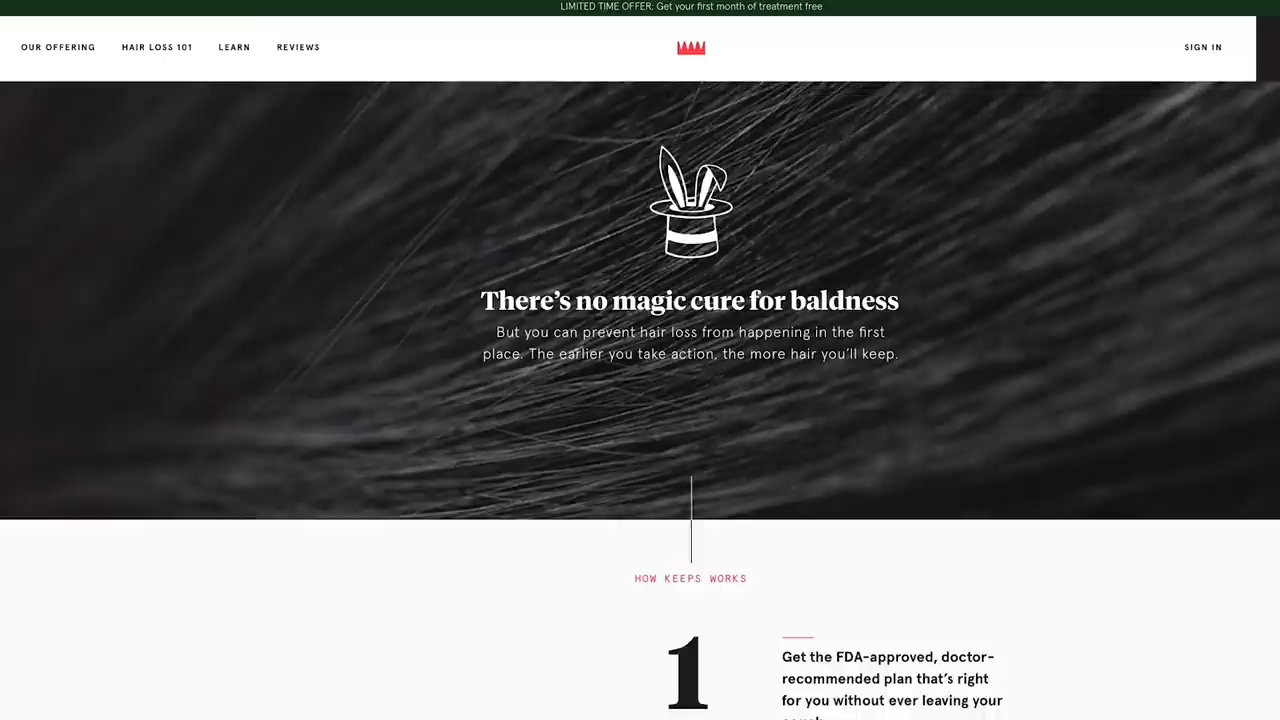 LIMITED TIME OFFER: Get your first month of treatment free
OUR OFFERING HAIR LOSS 101 LEARN REVIEWS SIGN IN
There's no magic cure for baldness
But you can prevent hair loss from happening in the first
place. The earlier you take action, the more hair you'll keep.
HOW KEEPS WORKS
1
Get the FDA-approved, doctor-
recommended plan that's right
for you without ever leaving your